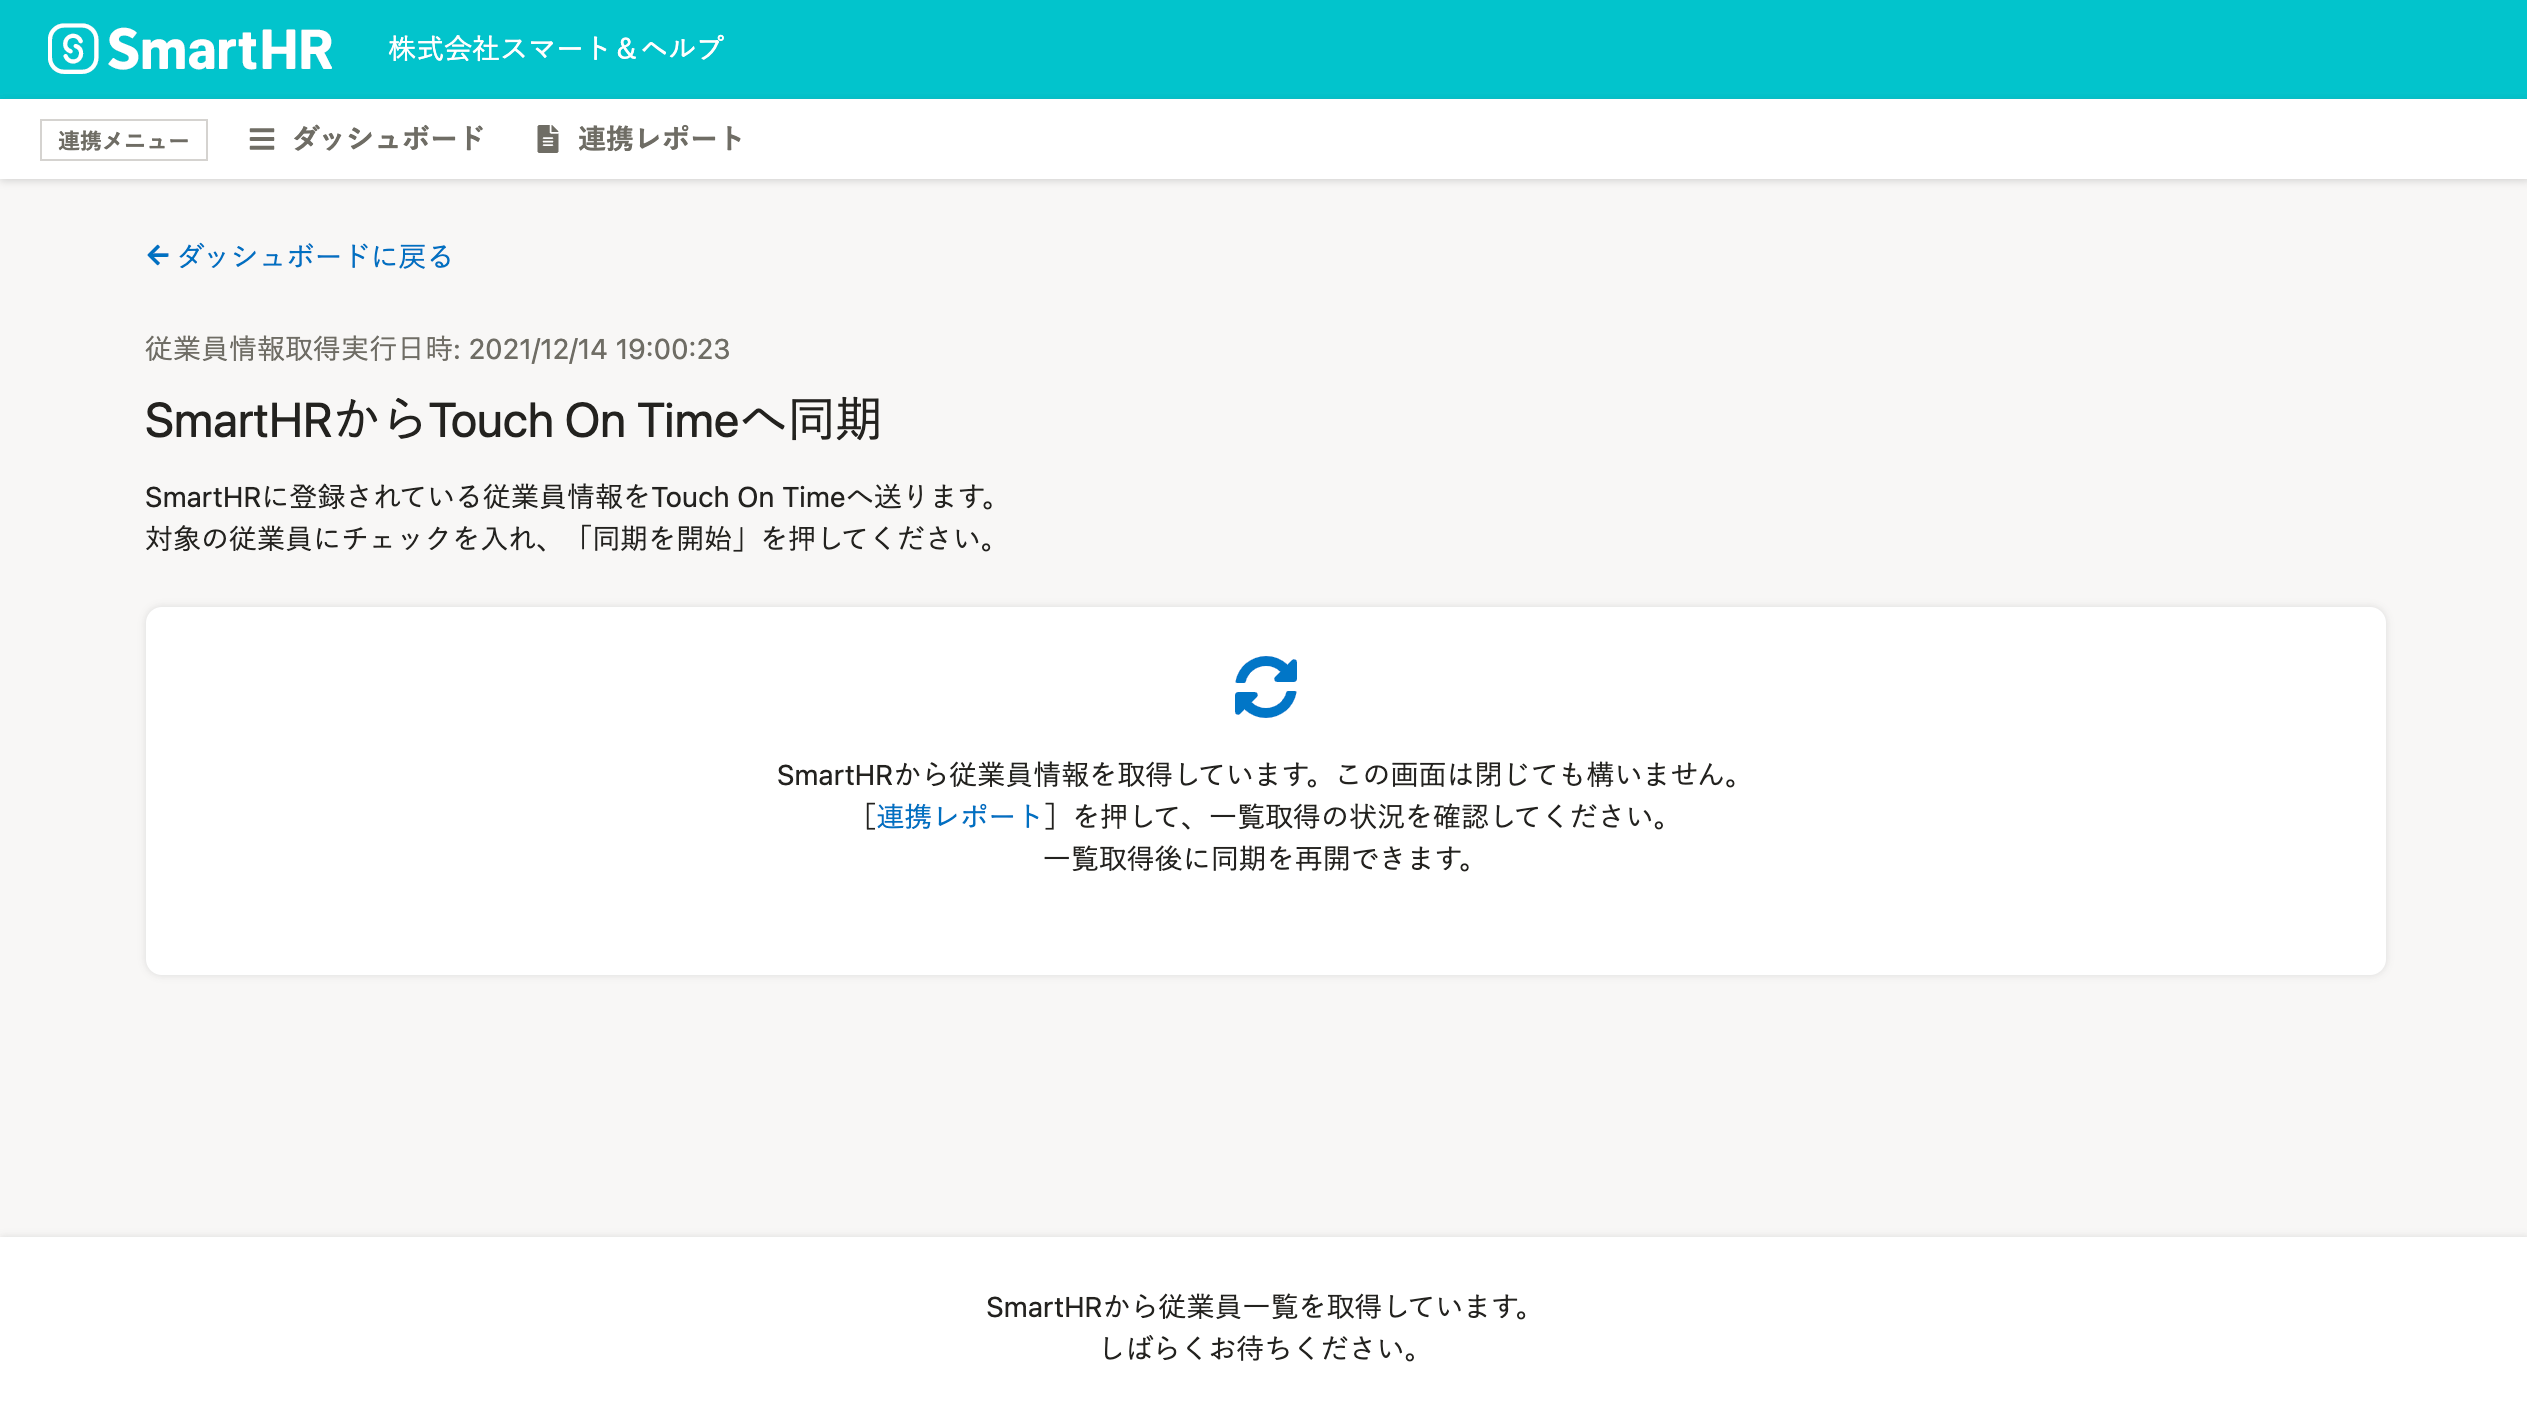 SmartHR 株式会社スマート＆ヘルプ
連携メニュー ダッシュボード 連携レポート
ダッシュボードに戻る
従業員情報取得実行日時: 2021/12/14 19:00:23
SmartHRからTouch On Timeへ同期
SmartHRに登録されている従業員情報をTouch On Timeへ送ります。
対象の従業員にチェックを入れ、「同期を開始」を押してください。
SmartHRから従業員情報を取得しています。この画面は閉じても構いません。
［連携レポート］を押して、一覧取得の状況を確認してください。
一覧取得後に同期を再開できます。
SmartHRから従業員一覧を取得しています。
しばらくお待ちください。